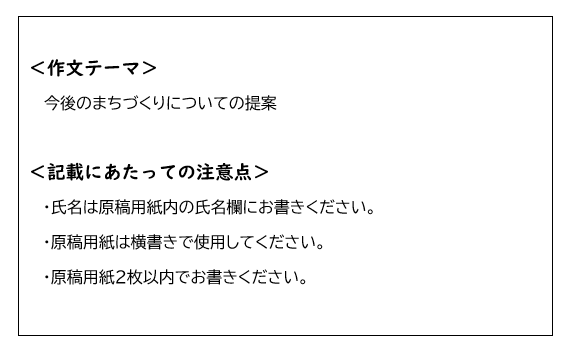 ＜作文テーマ＞
今後のまちづくりについての提案
＜記載にあたっての注意点＞
・氏名は原稿用紙内の氏名欄にお書きください。
・原稿用紙は横書きで使用してください。
・原稿用紙２枚以内でお書きください。